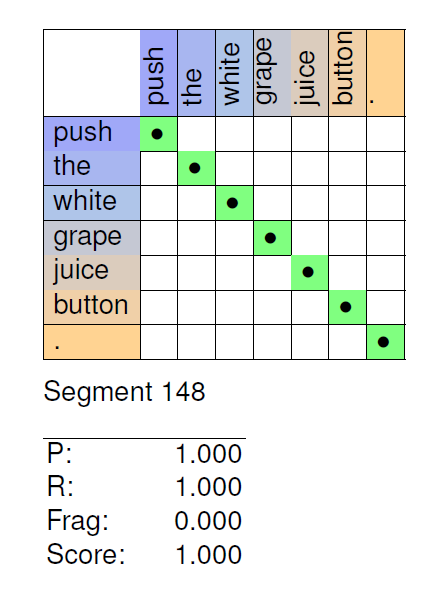 push the white grape juice button .
push
the
white
grape
juice
button
.
Segment 148
P: 1.000
R: 1.000
Frag: 0.000
Score: 1.000